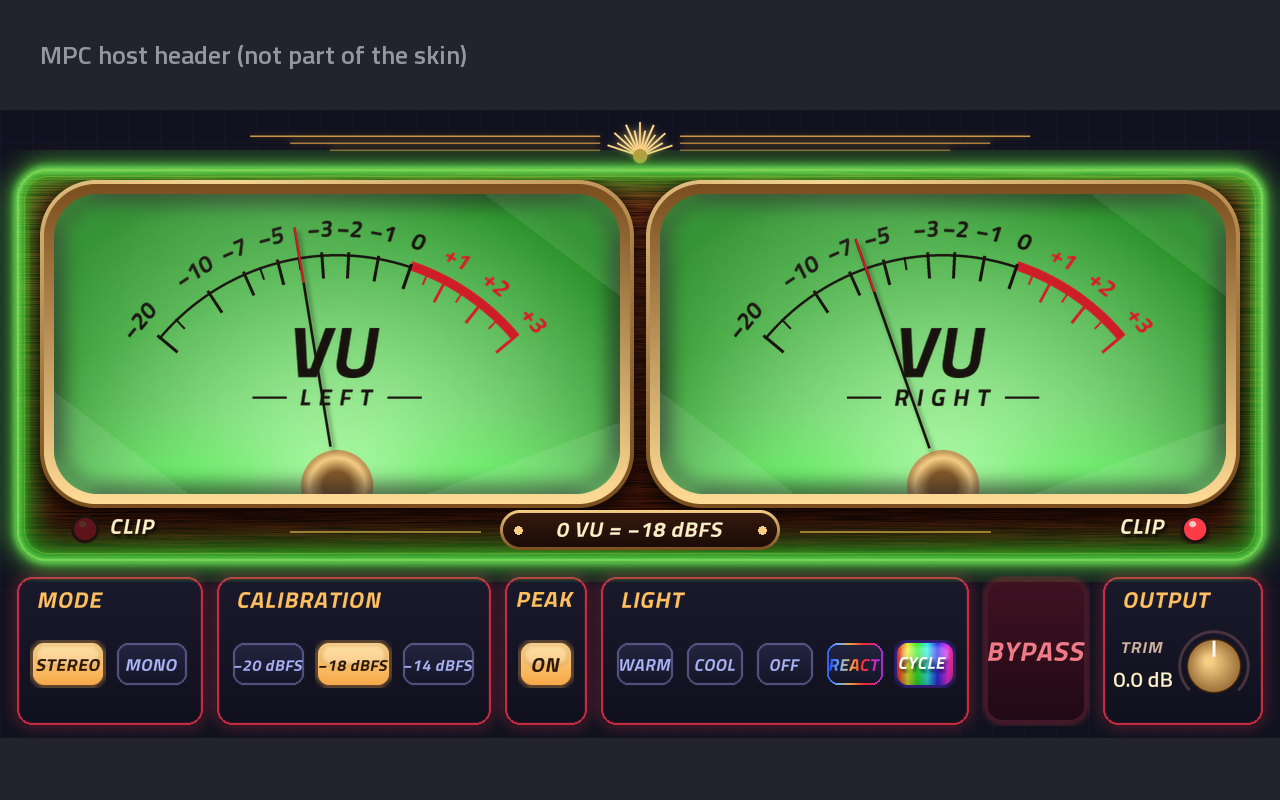 MPC host header (not part of the skin)
−20 −10 −7 −5 −3 −2 −1 0 +1 +2 +3
VU
LEFT
−20 −10 −7 −5 −3 −2 −1 0 +1 +2 +3
VU
RIGHT
CLIP
0 VU = −18 dBFS
CLIP
MODE
STEREO MONO
CALIBRATION
−20 dBFS −18 dBFS −14 dBFS
PEAK
ON
LIGHT
WARM COOL OFF REACT CYCLE
BYPASS
OUTPUT
TRIM
0.0 dB